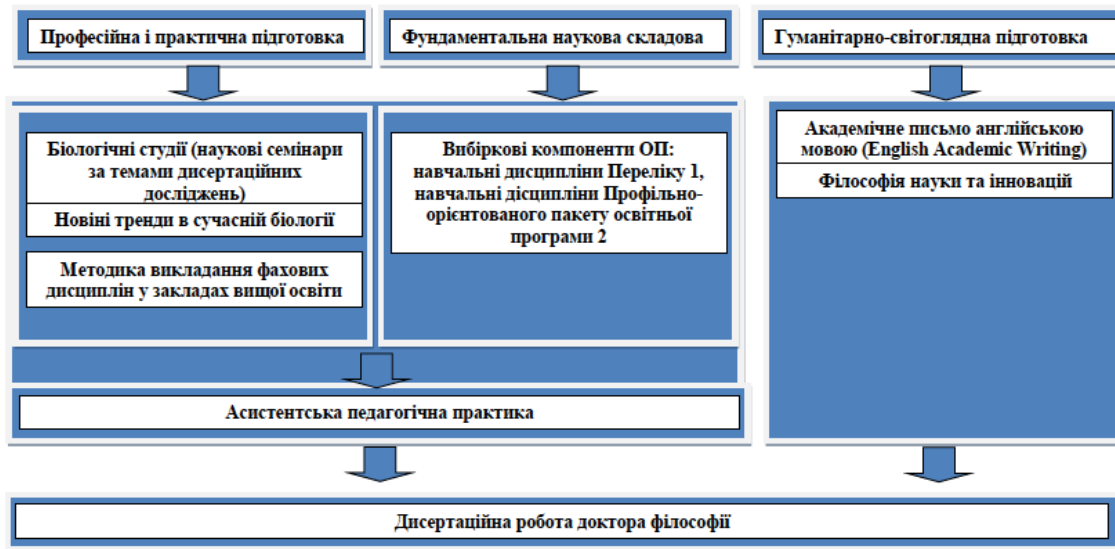 Професійна і практична підготовка
Фундаментальна наукова складова
Гуманітарно-світоглядна підготовка
Біологічні студії (наукові семінари
за темами дисертаційних
досліджень)
Новіні тренди в сучасній біології
Методика викладання фахових
дисциплін у закладах вищої освіти
Вибіркові компоненти ОП:
навчальні дисципліни Переліку 1,
навчальні дісципліни Профільно-
орієнтованого пакету освітньої
програми 2
Академічне письмо англійською
мовою (English Academic Writing)
Філософія науки та інновацій
Асистентська педагогічна практика
Дисертаційна робота доктора філософії